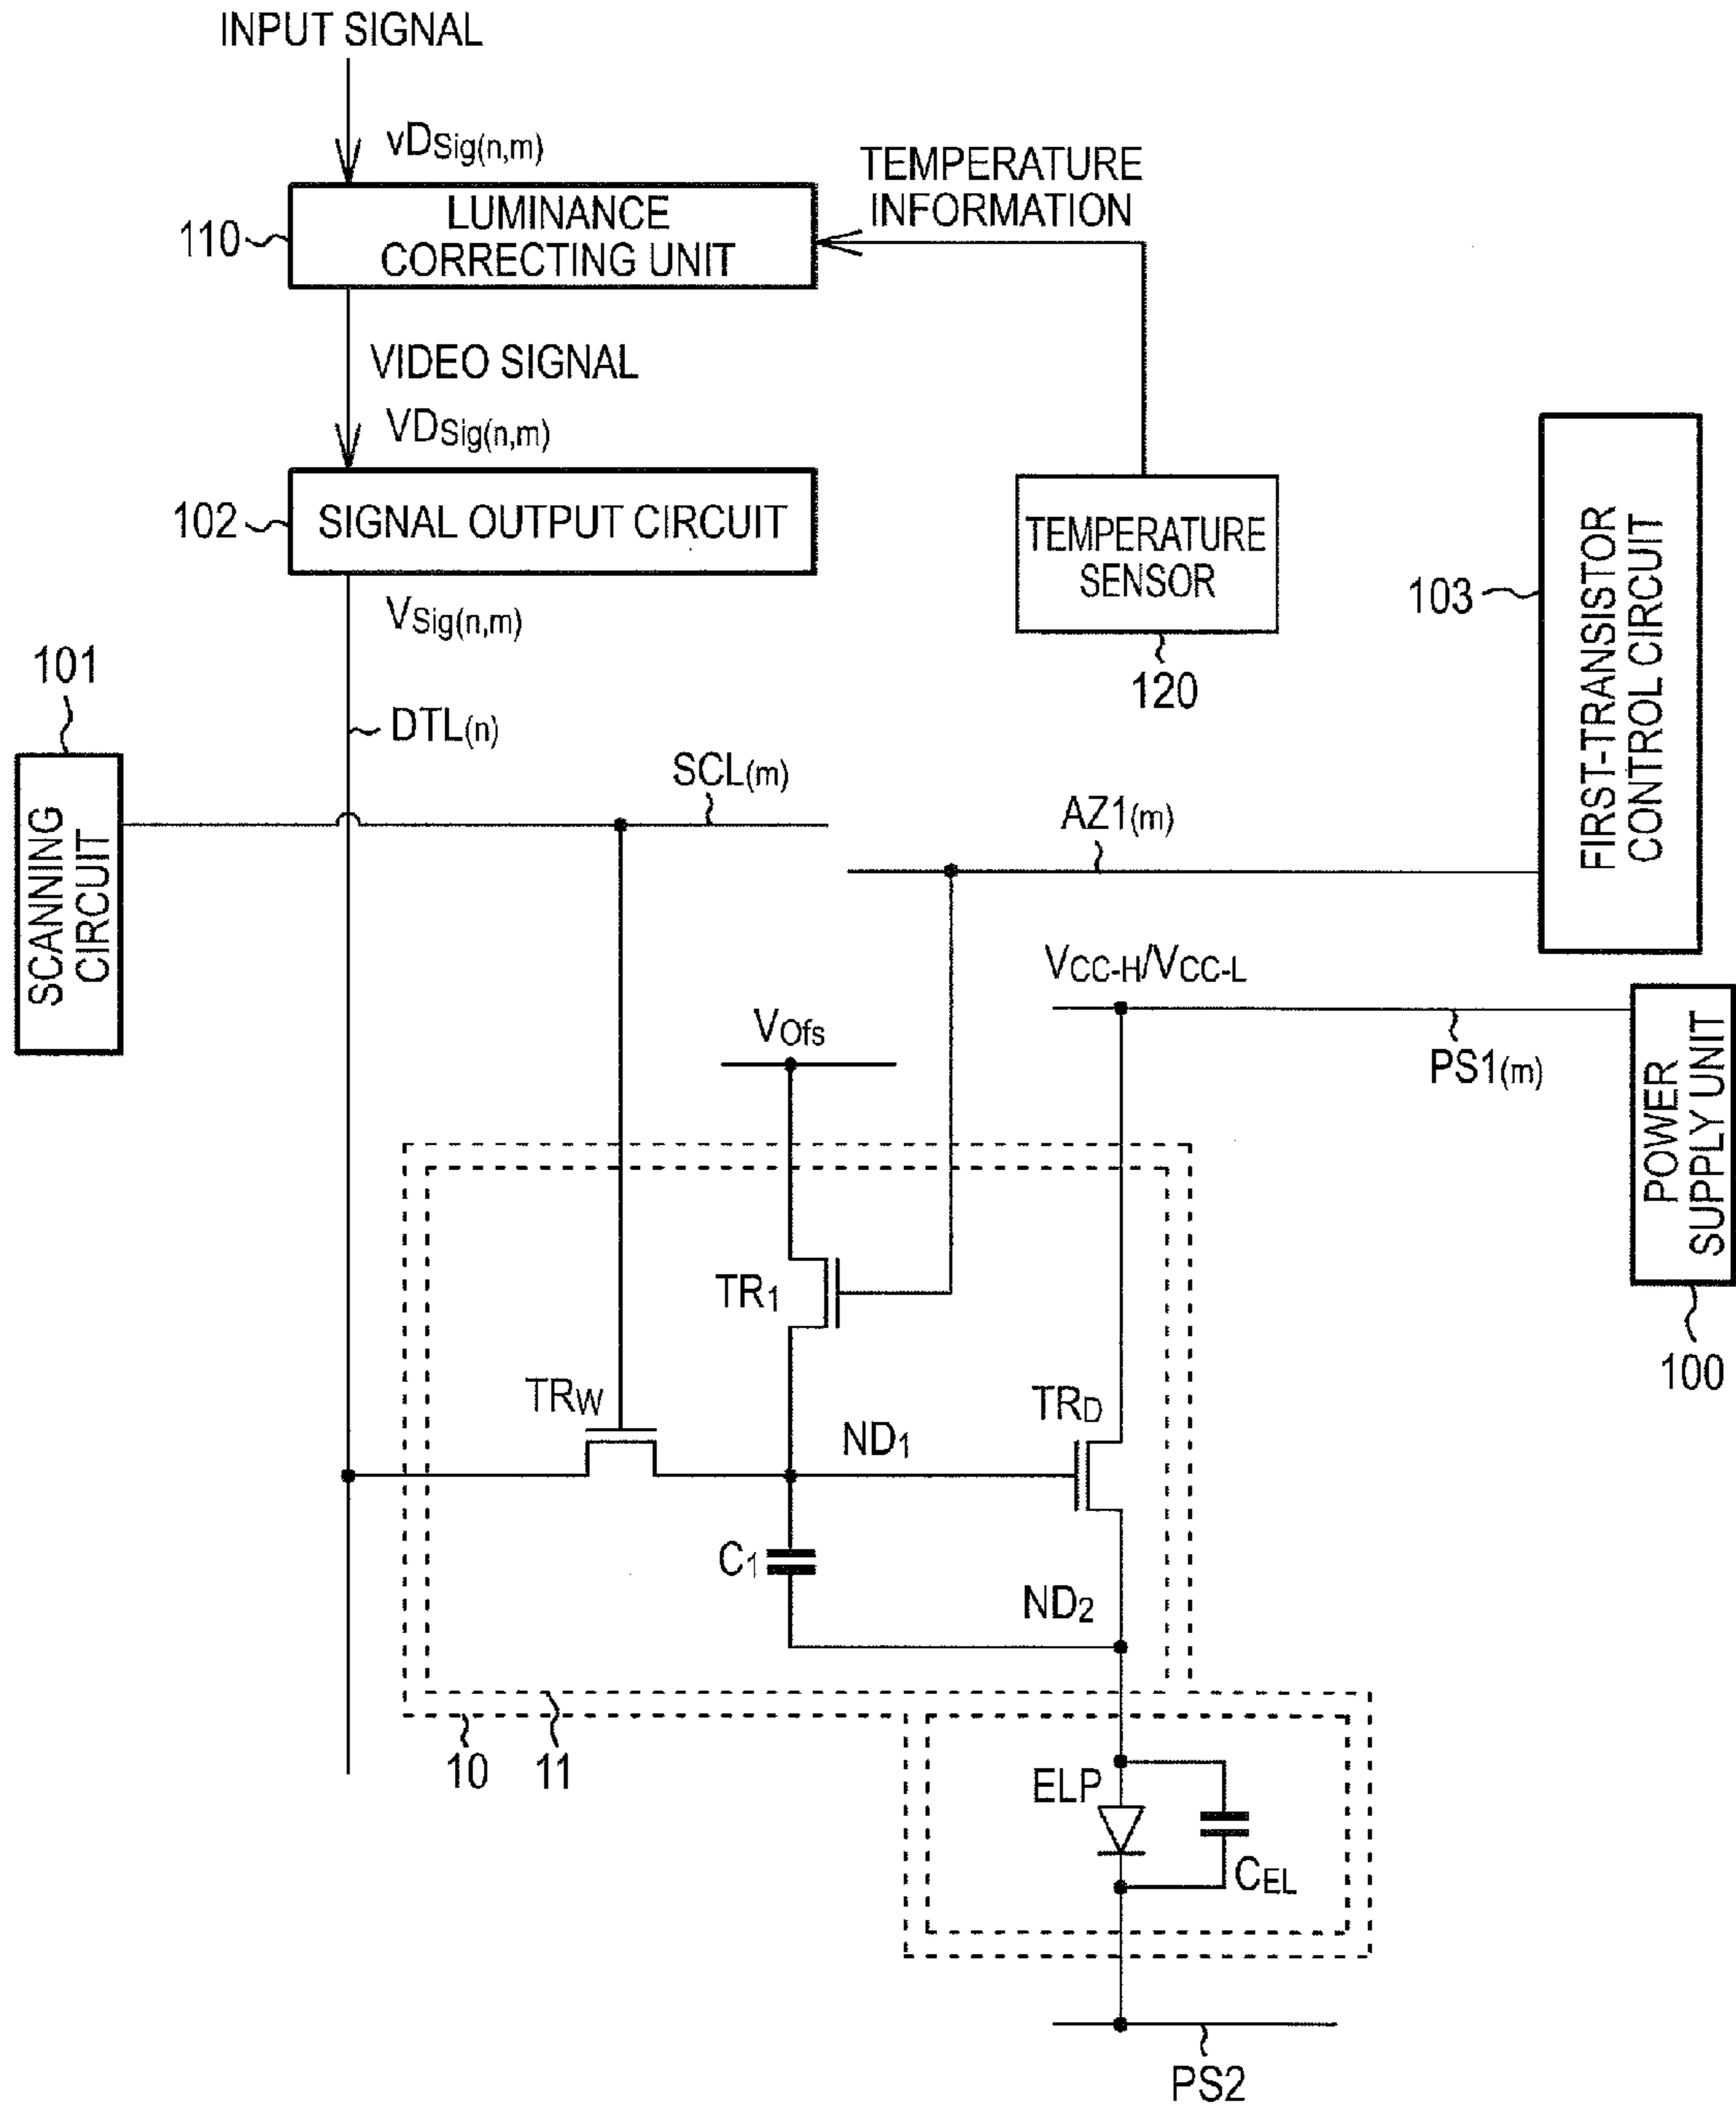 INPUT SIGNAL
vDSig(n,m)
TEMPERATURE
INFORMATION
110
LUMINANCE
CORRECTING UNIT
VIDEO SIGNAL
VDSig(n,m)
102
SIGNAL OUTPUT CIRCUIT
TEMPERATURE
SENSOR
120
103
FIRST-TRANSISTOR
CONTROL CIRCUIT
VSig(n,m)
101
SCANNING
CIRCUIT
DTL(n)
SCL(m)
AZ1(m)
VCC-H/VCC-L
PS1(m)
POWER
SUPPLY UNIT
100
VOfs
TR1
TRW
ND1
TRD
C1
ND2
10
11
ELP
CEL
PS2